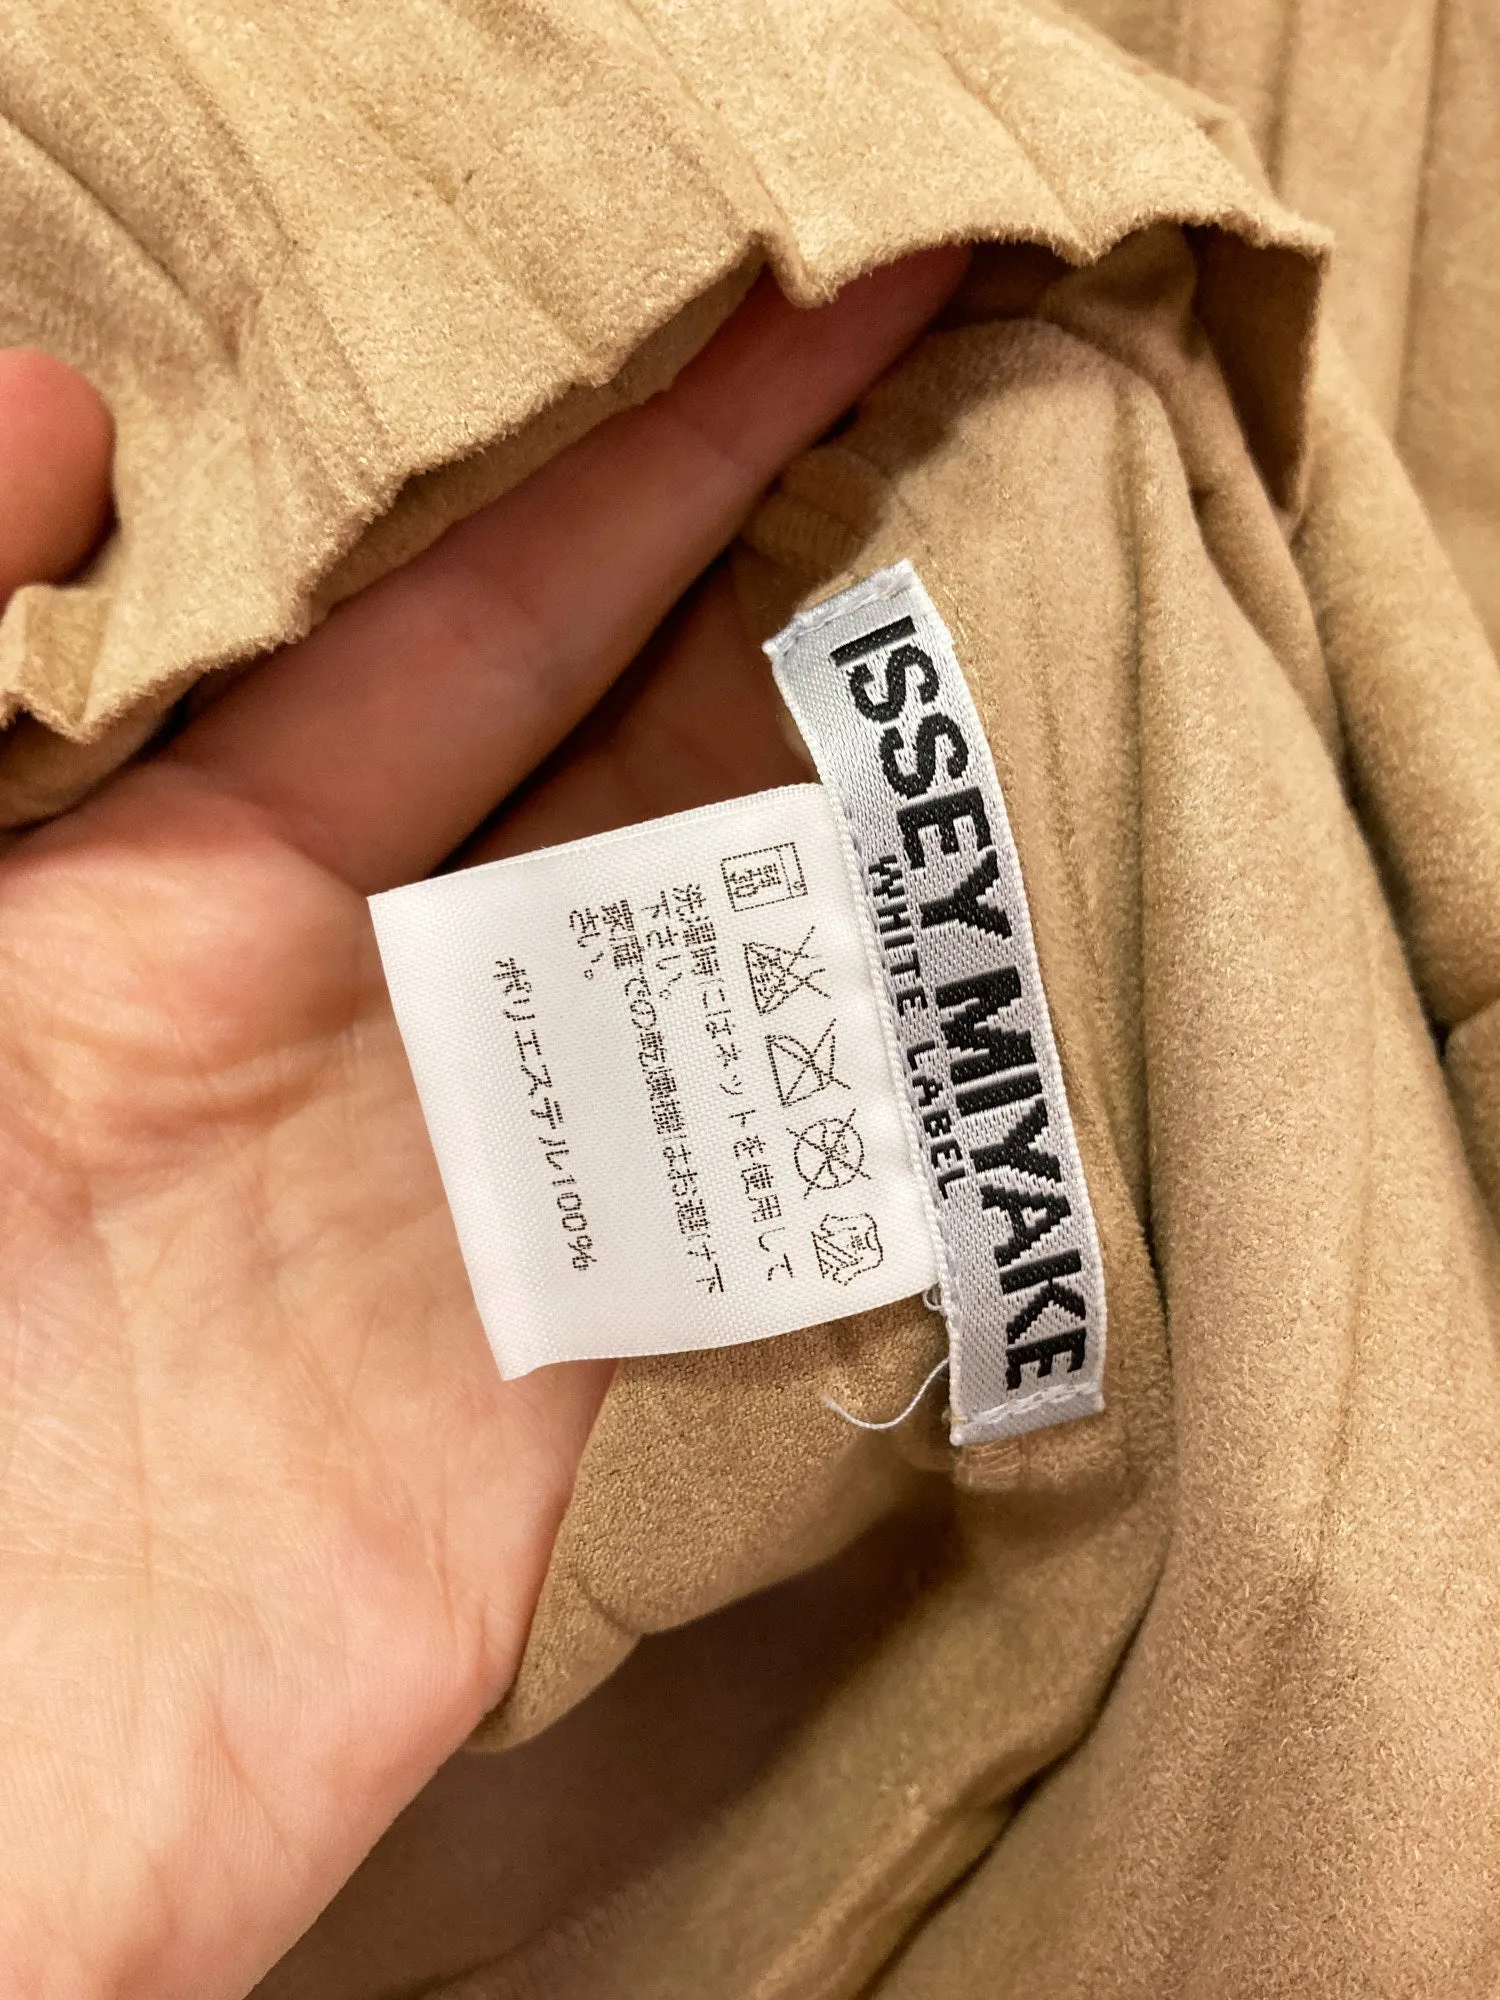 ISSEY MIYAKE
WHITE LABEL
洗濯時にはネットを使用して
下さい。
家庭での乾燥機はお避け下
さい。
ポリエステル100%